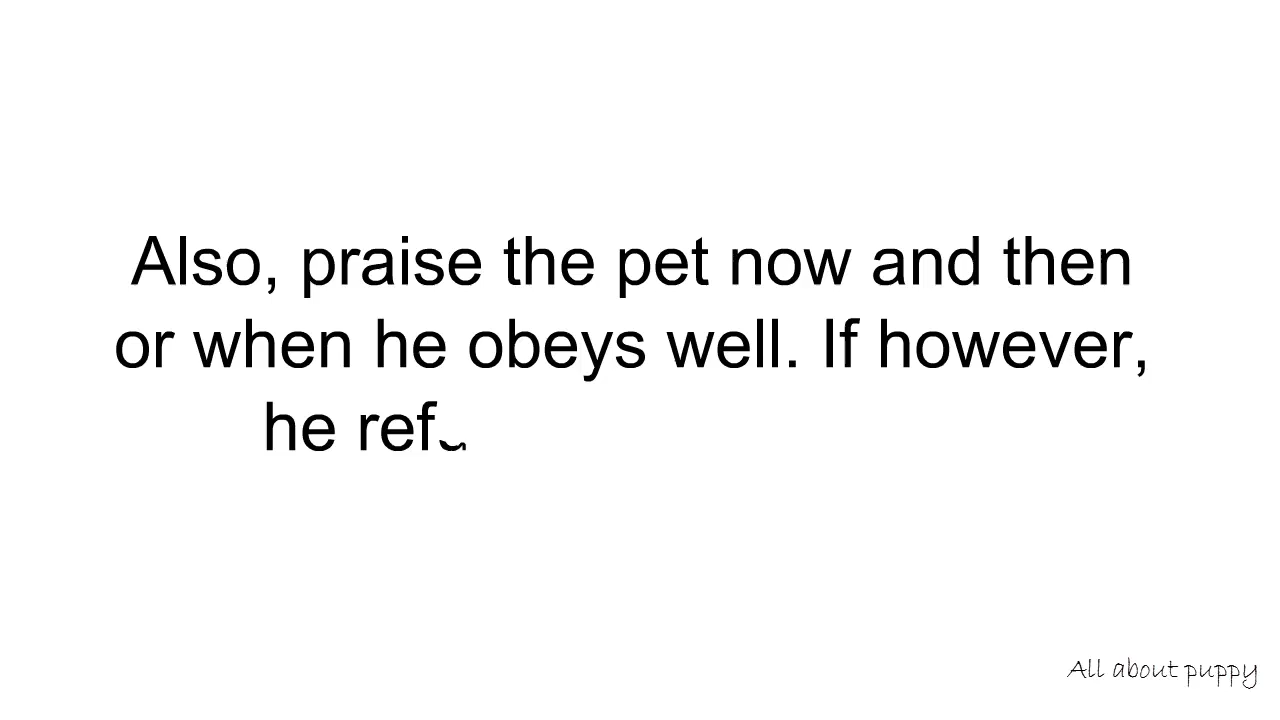 Also, praise the pet now and then
or when he obeys well. If however,
he ref
All about puppy